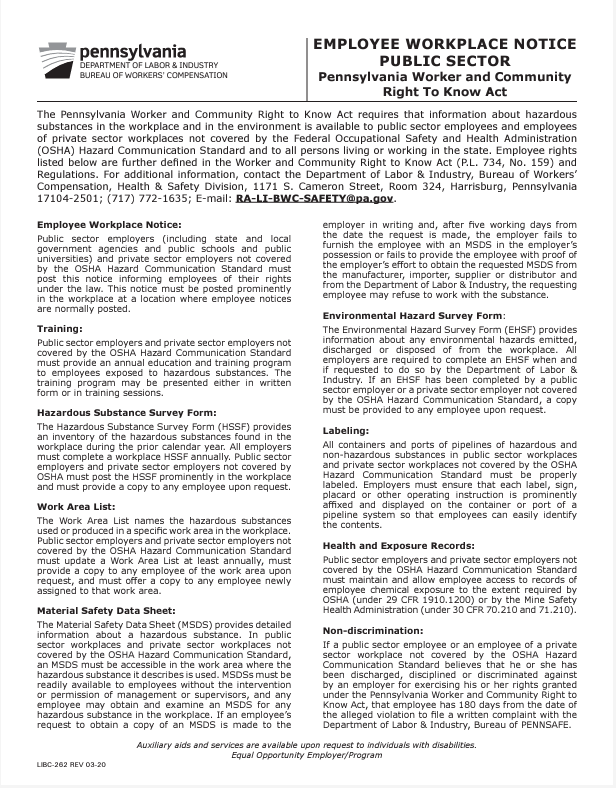 pennsylvania
DEPARTMENT OF LABOR & INDUSTRY
BUREAU OF WORKERS' COMPENSATION
EMPLOYEE WORKPLACE NOTICE
PUBLIC SECTOR
Pennsylvania Worker and Community
Right To Know Act
The Pennsylvania Worker and Community Right to Know Act requires that information about hazardous
substances in the workplace and in the environment is available to public sector employees and employees
of private sector workplaces not covered by the Federal Occupational Safety and Health Administration
(OSHA) Hazard Communication Standard and to all persons living or working in the state. Employee rights
listed below are further defined in the Worker and Community Right to Know Act (P.L. 734, No. 159) and
Regulations. For additional information, contact the Department of Labor & Industry, Bureau of Workers'
Compensation, Health & Safety Division, 1171 S. Cameron Street, Room 324, Harrisburg, Pennsylvania
17104-2501; (717) 772-1635; E-mail: RA-LI-BWC-SAFETY@pa.gov.
Employee Workplace Notice:
Public sector employers (including state and local
government agencies and public schools and public
universities) and private sector employers not covered
by the OSHA Hazard Communication Standard must
post this notice informing employees of their rights
under the law. This notice must be posted prominently
in the workplace at a location where employee notices
are normally posted.
Training:
Public sector employers and private sector employers not
covered by the OSHA Hazard Communication Standard
must provide an annual education and training program
to employees exposed to hazardous substances. The
training program may be presented either in written
form or in training sessions.
Hazardous Substance Survey Form:
The Hazardous Substance Survey Form (HSSF) provides
an inventory of the hazardous substances found in the
workplace during the prior calendar year. All employers
must complete a workplace HSSF annually. Public sector
employers and private sector employers not covered by
OSHA must post the HSSF prominently in the workplace
and must provide a copy to any employee upon request.
Work Area List:
The Work Area List names the hazardous substances
used or produced in a specific work area in the workplace.
Public sector employers and private sector employers not
covered by the OSHA Hazard Communication Standard
must update a Work Area List at least annually, must
provide a copy to any employee of the work area upon
request, and must offer a copy to any employee newly
assigned to that work area.
Material Safety Data Sheet:
The Material Safety Data Sheet (MSDS) provides detailed
information about a hazardous substance. In public
sector workplaces and private sector workplaces not
covered by the OSHA Hazard Communication Standard,
an MSDS must be accessible in the work area where the
hazardous substance it describes is used. MSDSs must be
readily available to employees without the intervention
or permission of management or supervisors, and any
employee may obtain and examine an MSDS for any
hazardous substance in the workplace. If an employee's
request to obtain a copy of an MSDS is made to the
employer in writing and, after five working days from
the date the request is made, the employer fails to
furnish the employee with an MSDS in the employer's
possession or fails to provide the employee with proof of
the employer's effort to obtain the requested MSDS from
the manufacturer, importer, supplier or distributor and
from the Department of Labor & Industry, the requesting
employee may refuse to work with the substance.
Environmental Hazard Survey Form:
The Environmental Hazard Survey Form (EHSF) provides
information about any environmental hazards emitted,
discharged or disposed of from the workplace. All
employers are required to complete an EHSF when and
if requested to do so by the Department of Labor &
Industry. If an EHSF has been completed by a public
sector employer or a private sector employer not covered
by the OSHA Hazard Communication Standard, a copy
must be provided to any employee upon request.
Labeling:
All containers and ports of pipelines of hazardous and
non-hazardous substances in public sector workplaces
and private sector workplaces not covered by the OSHA
Hazard Communication Standard must be properly
labeled. Employers must ensure that each label, sign,
placard or other operating instruction is prominently
affixed and displayed on the container or port of a
pipeline system so that employees can easily identify
the contents.
Health and Exposure Records:
Public sector employers and private sector employers not
covered by the OSHA Hazard Communication Standard
must maintain and allow employee access to records of
employee chemical exposure to the extent required by
OSHA (under 29 CFR 1910.1200) or by the Mine Safety
Health Administration (under 30 CFR 70.210 and 71.210).
Non-discrimination:
If a public sector employee or an employee of a private
sector workplace not covered by the OSHA Hazard
Communication Standard believes that he or she has
been discharged, disciplined or discriminated against
by an employer for exercising his or her rights granted
under the Pennsylvania Worker and Community Right to
Know Act, that employee has 180 days from the date of
the alleged violation to file a written complaint with the
Department of Labor & Industry, Bureau of PENNSAFE.
Auxiliary aids and services are available upon request to individuals with disabilities.
Equal Opportunity Employer/Program
LIBC-262 REV 03-20